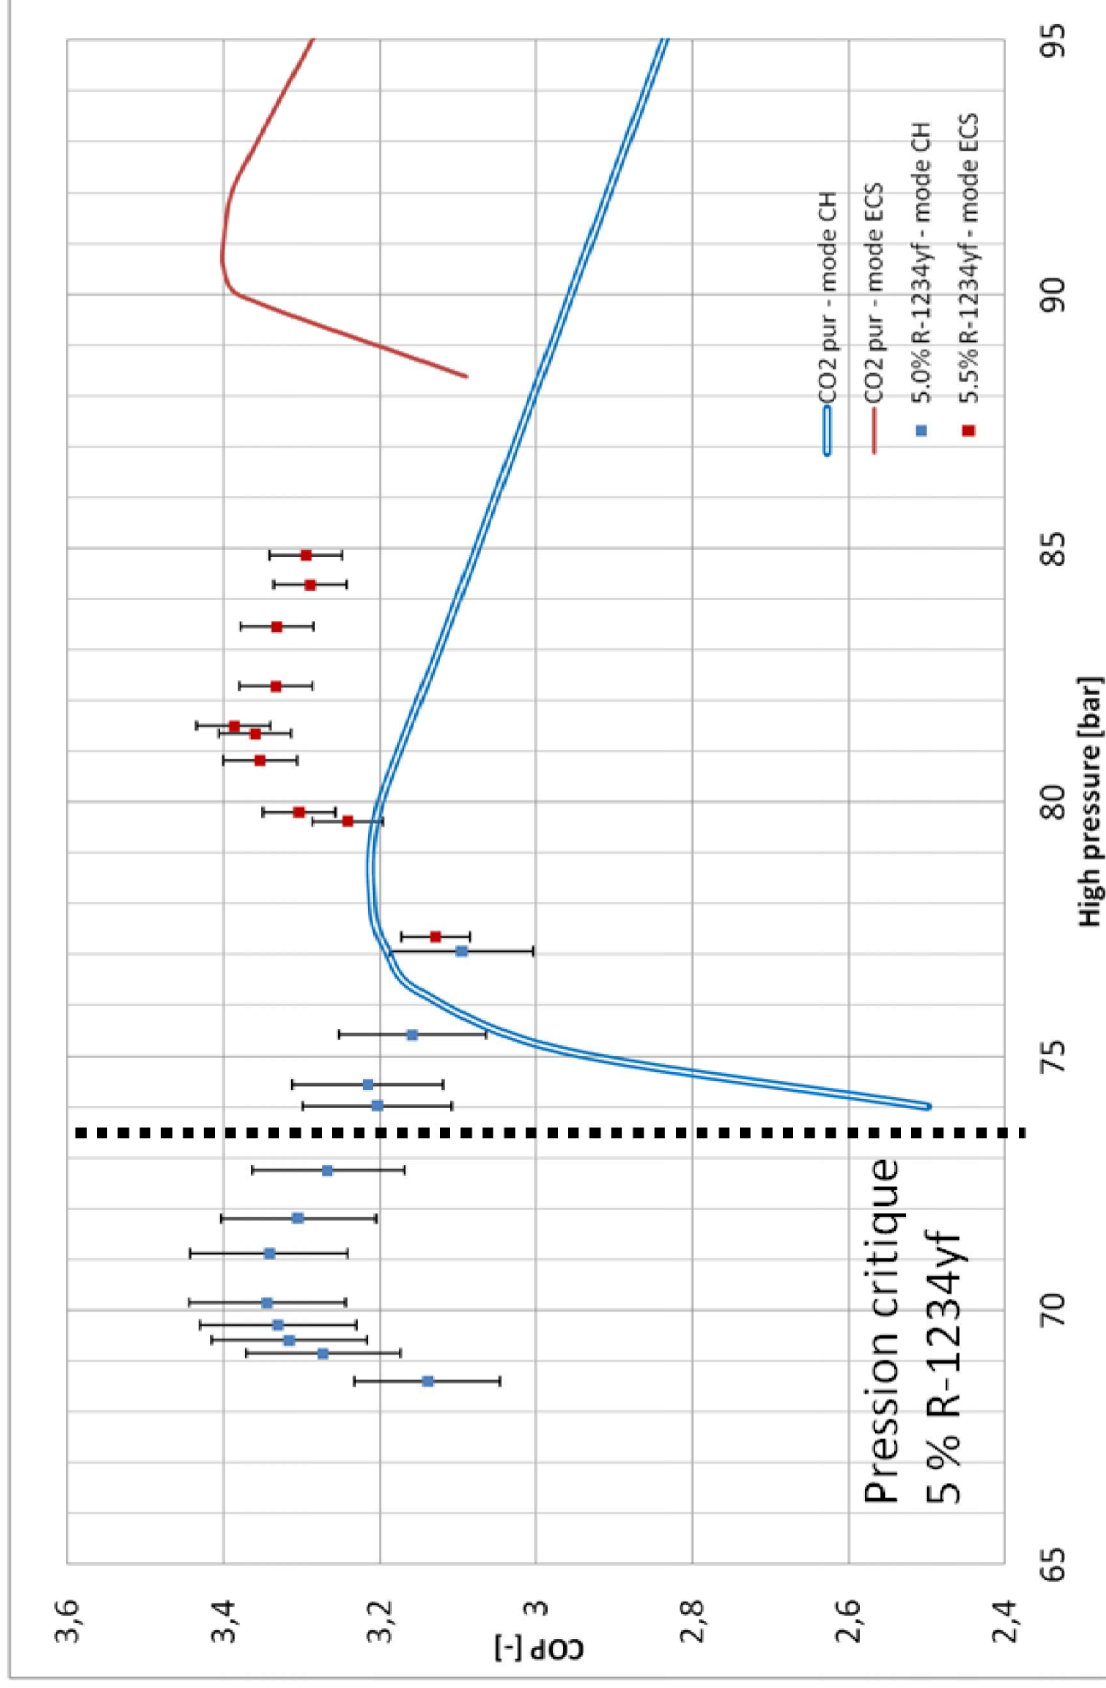 3,6
3,4
3,2
3
2,8
2,6
2,4
COP [-]
65
70
75
80
85
90
95
High pressure [bar]
Pression critique
5 % R-1234yf
CO2 pur - mode CH
CO2 pur - mode ECS
5.0% R-1234yf - mode CH
5.5% R-1234yf - mode ECS